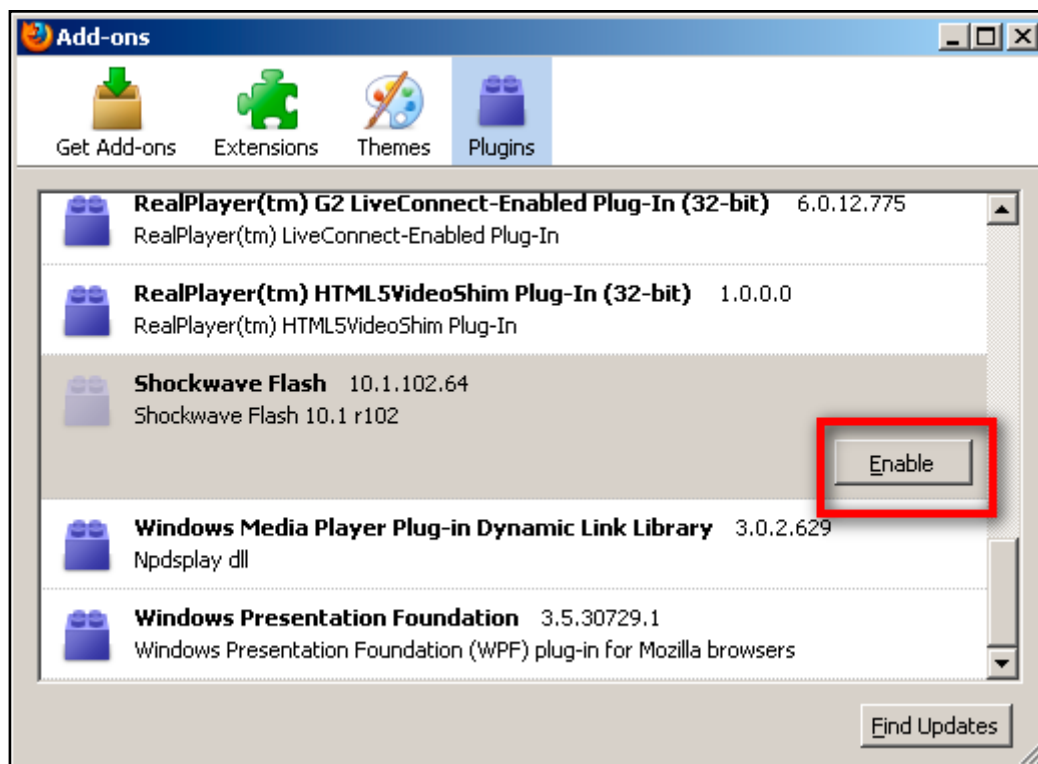 Add-ons
Get Add-ons Extensions Themes Plugins
RealPlayer(tm) G2 LiveConnect-Enabled Plug-In (32-bit) 6.0.12.775
RealPlayer(tm) LiveConnect-Enabled Plug-In
RealPlayer(tm) HTML5VideoShim Plug-In (32-bit) 1.0.0.0
RealPlayer(tm) HTML5VideoShim Plug-In
Shockwave Flash 10.1.102.64
Shockwave Flash 10.1 r102
Enable
Windows Media Player Plug-in Dynamic Link Library 3.0.2.629
Npdsplay dll
Windows Presentation Foundation 3.5.30729.1
Windows Presentation Foundation (WPF) plug-in for Mozilla browsers
Find Updates